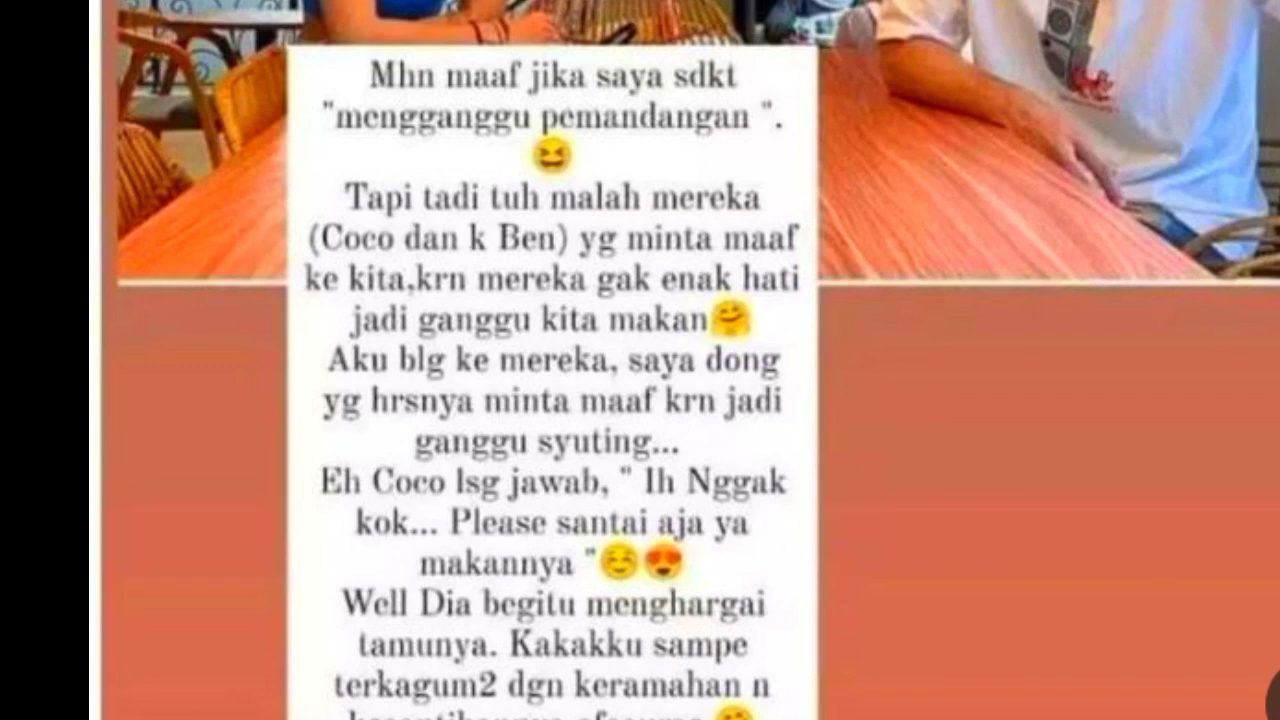 Mhn maaf jika saya sdkt
"mengganggu pemandangan ".
😆
Tapi tadi tuh malah mereka
(Coco dan k Ben) yg minta maaf
ke kita,krn mereka gak enak hati
jadi ganggu kita makan🤗
Aku blg ke mereka, saya dong
yg hrsnya minta maaf krn jadi
ganggu syuting...
Eh Coco lsg jawab, " Ih Nggak
kok... Please santai aja ya
makannya "☺️😍
Well Dia begitu menghargai
tamunya. Kakakku sampe
terkagum2 dgn keramahan n